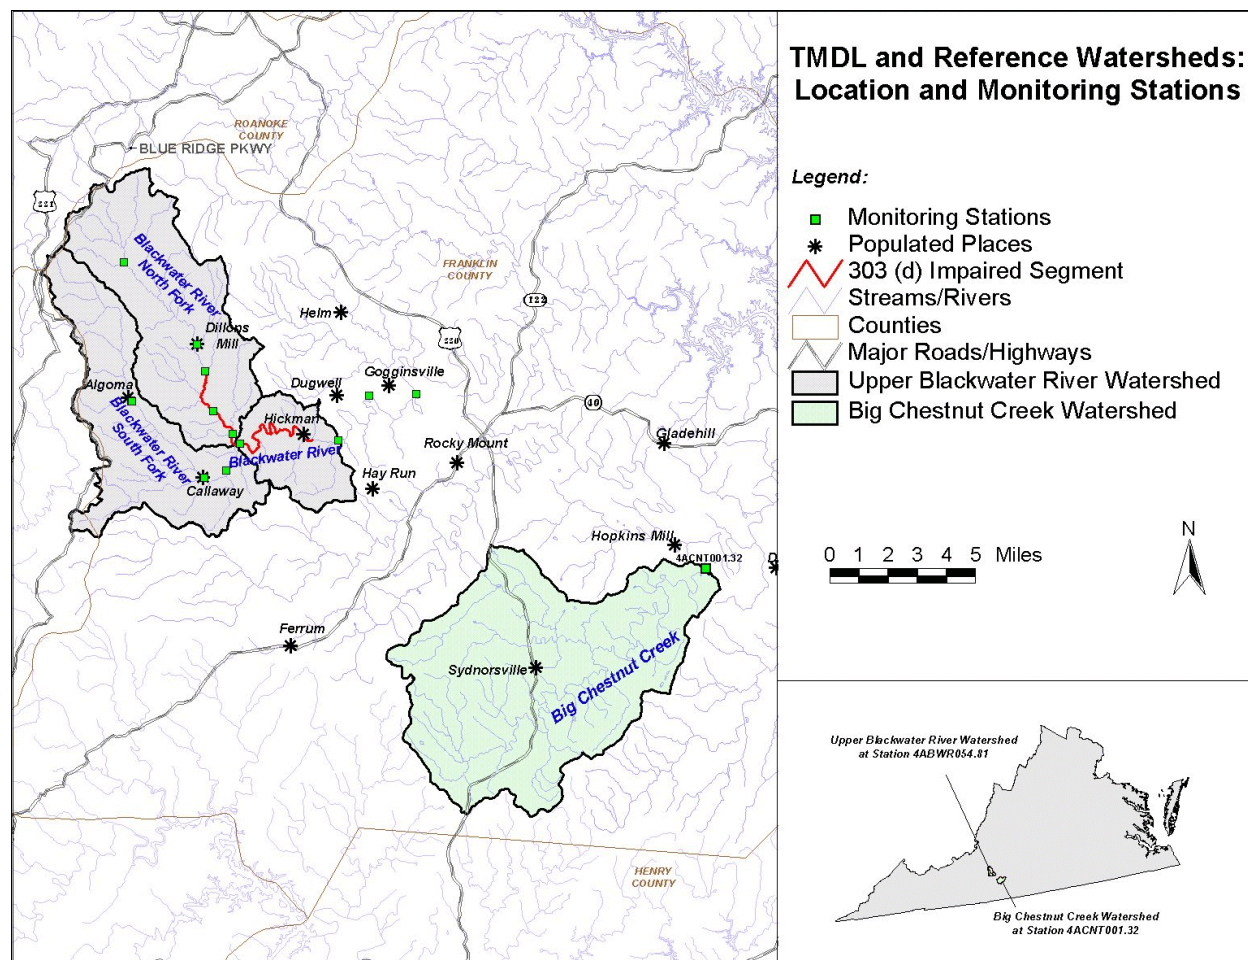 TMDL and Reference Watersheds:
Location and Monitoring Stations
Legend:
Monitoring Stations
Populated Places
303 (d) Impaired Segment
Streams/Rivers
Counties
Major Roads/Highways
Upper Blackwater River Watershed
Big Chestnut Creek Watershed
0 1 2 3 4 5 Miles
N
ROANOKE
COUNTY
BLUE RIDGE PKWY
221
Blackwater River
North Fork
FRANKLIN
COUNTY
122
Helm
Dillons
Mill
220
Gogginsville
Algoma
Dugwell
40
Blackwater River
South Fork
Hickman
Gladehill
Rocky Mount
Blackwater River
Hay Run
Callaway
Hopkins Mill
4ACNT001.32
D
Ferrum
Sydnorsville
Big Chestnut Creek
HENRY
COUNTY
Upper Blackwater River Watershed
at Station 4ABWR054.81
Big Chestnut Creek Watershed
at Station 4ACNT001.32